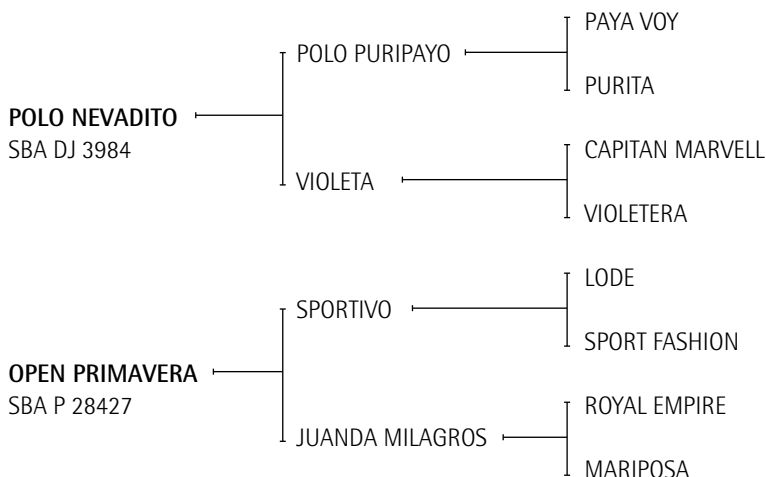 PAYA VOY
POLO PURIPAYO
PURITA
POLO NEVADITO
SBA DJ 3984
CAPITAN MARVELL
VIOLETA
VIOLETERA
LODE
SPORTIVO
SPORT FASHION
OPEN PRIMAVERA
SBA P 28427
ROYAL EMPIRE
JUANDA MILAGROS
MARIPOSA